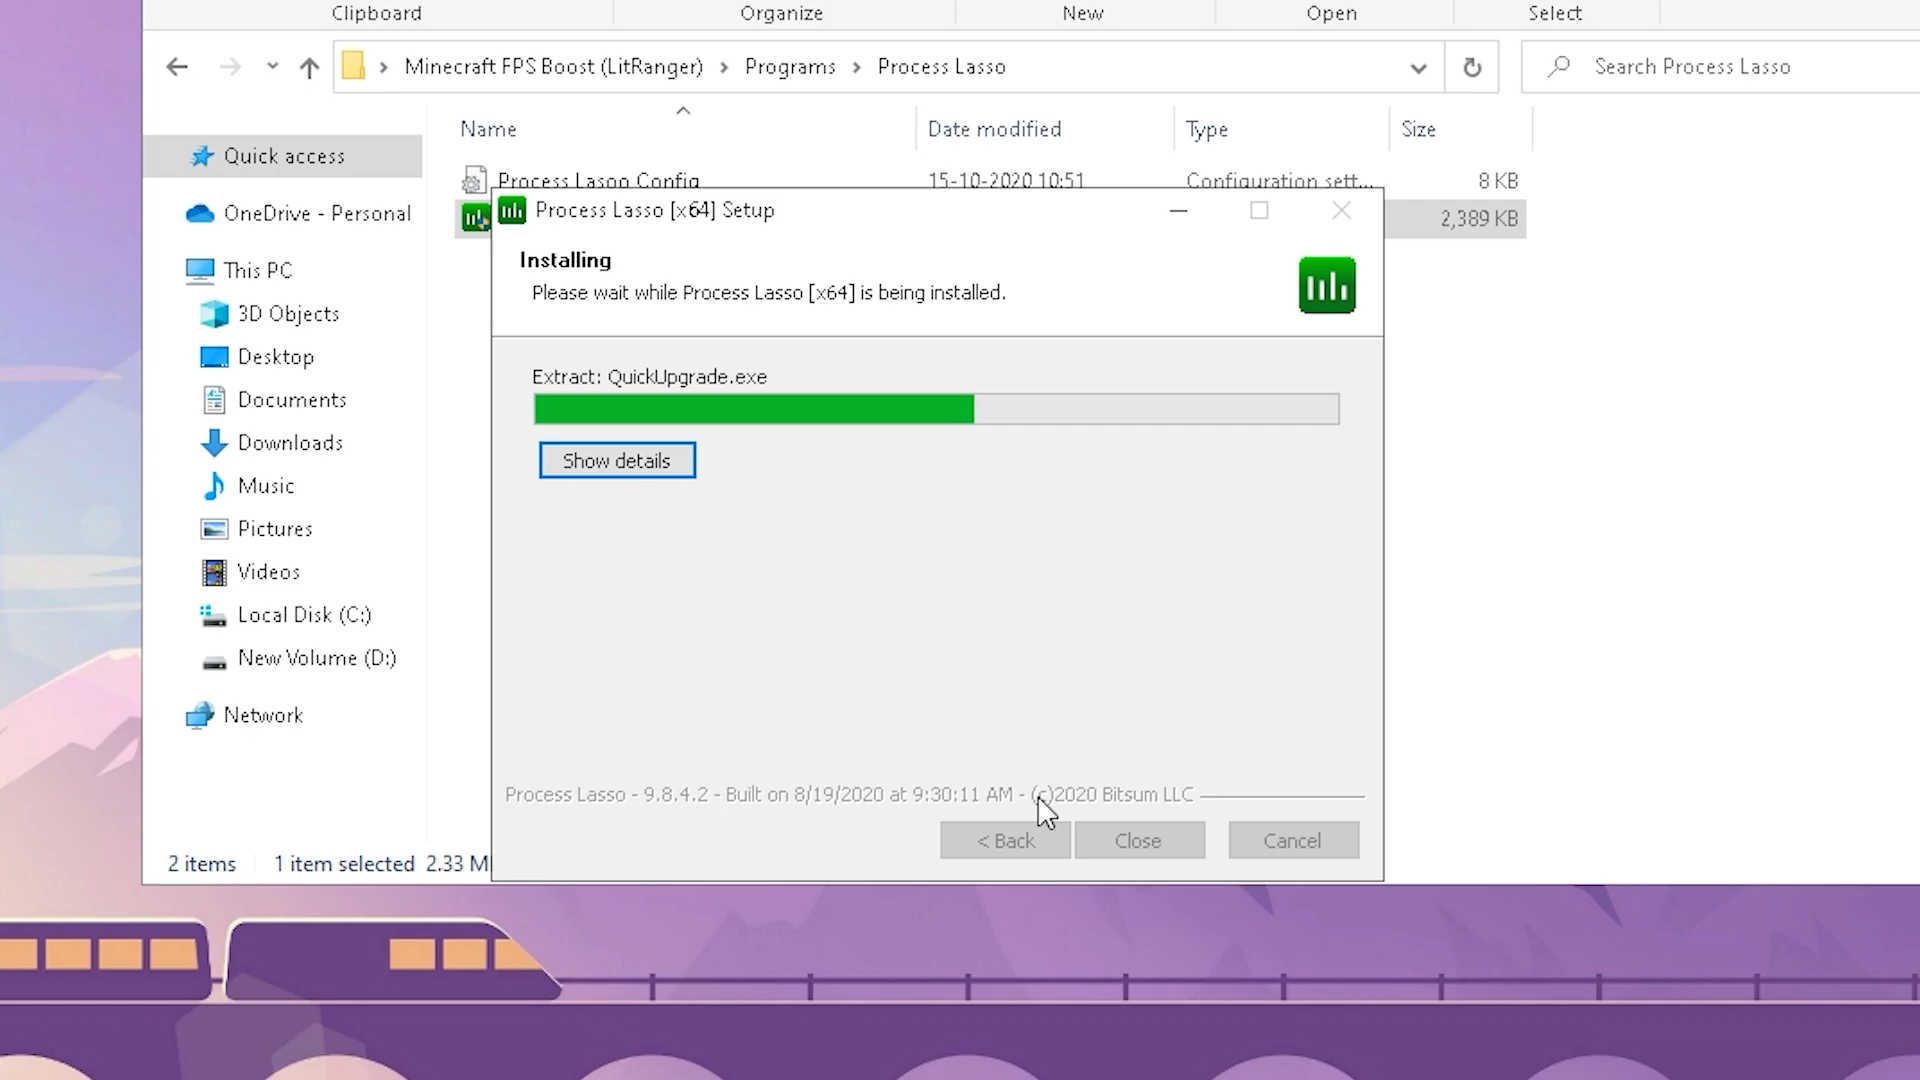 Clipboard Organize New Open Select
Minecraft FPS Boost (LitRanger) Programs Process Lasso
Search Process Lasso
Name Date modified Type Size
Quick access
OneDrive - Personal
This PC
3D Objects
Desktop
Documents
Downloads
Music
Pictures
Videos
Local Disk (C:)
New Volume (D:)
Network
Process Lasoo Config 15-10-2020 10:51 Configuration sett... 8 KB
2,389 KB
Process Lasso [x64] Setup
Installing
Please wait while Process Lasso [x64] is being installed.
Extract: QuickUpgrade.exe
Show details
Process Lasso - 9.8.4.2 - Built on 8/19/2020 at 9:30:11 AM - (c)2020 Bitsum LLC
< Back Close Cancel
2 items 1 item selected 2.33 M